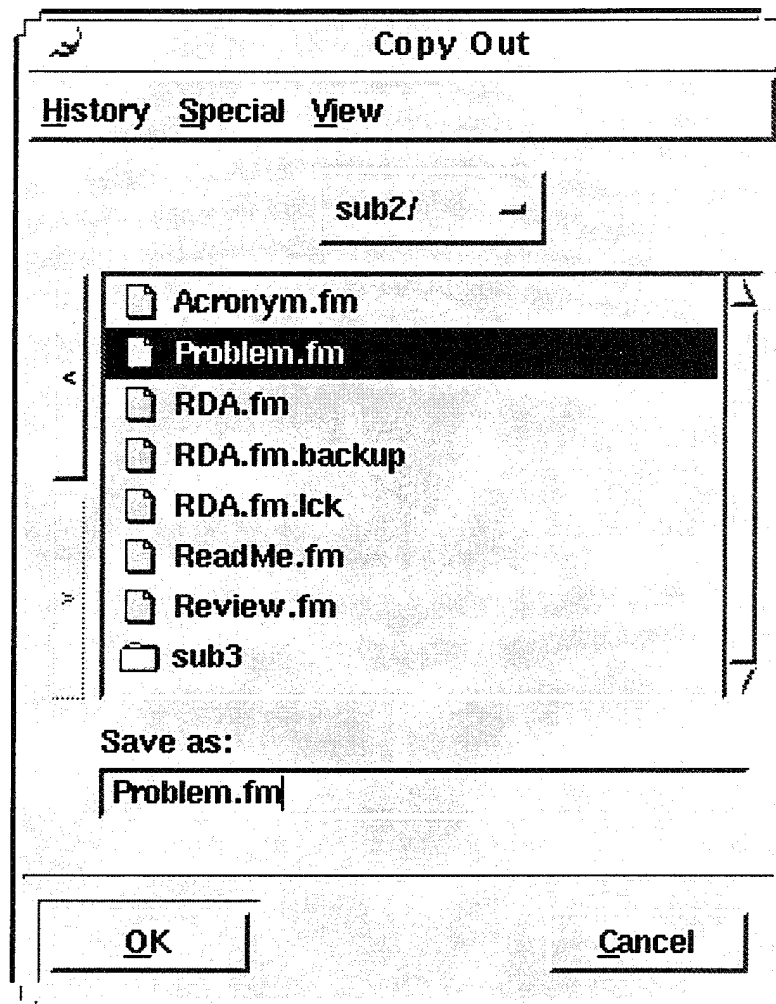 Copy Out
History Special View
sub2/
Acronym.fm
Problem.fm
RDA.fm
RDA.fm.backup
RDA.fm.lck
ReadMe.fm
Review.fm
sub3
Save as:
Problem.fm
OK Cancel